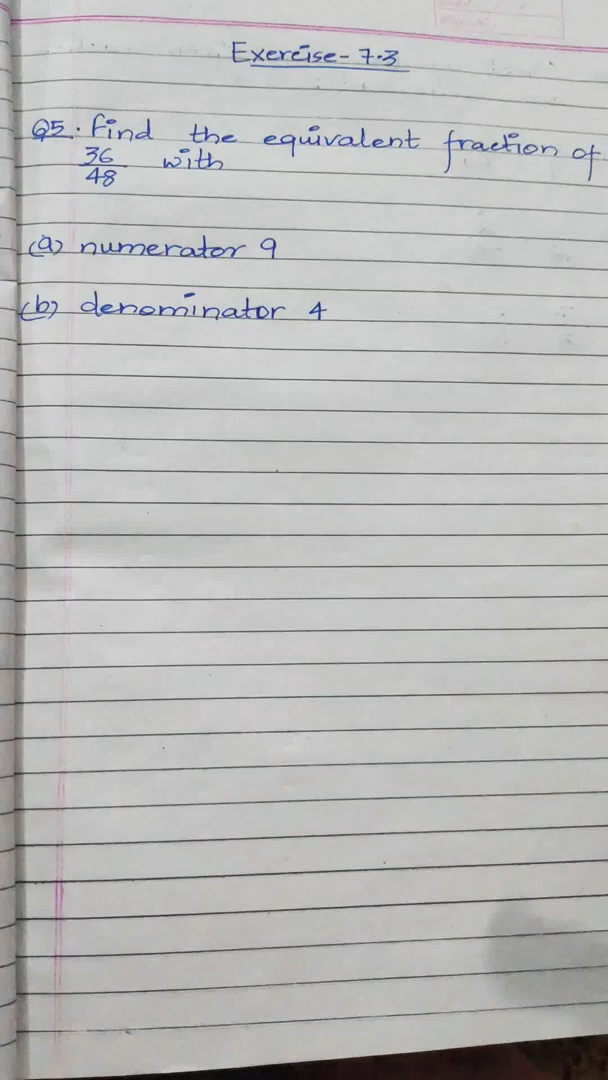 Exercise - 7.3
Q5. Find the equivalent fraction of
36/48 with
(a) numerator 9
(b) denominator 4